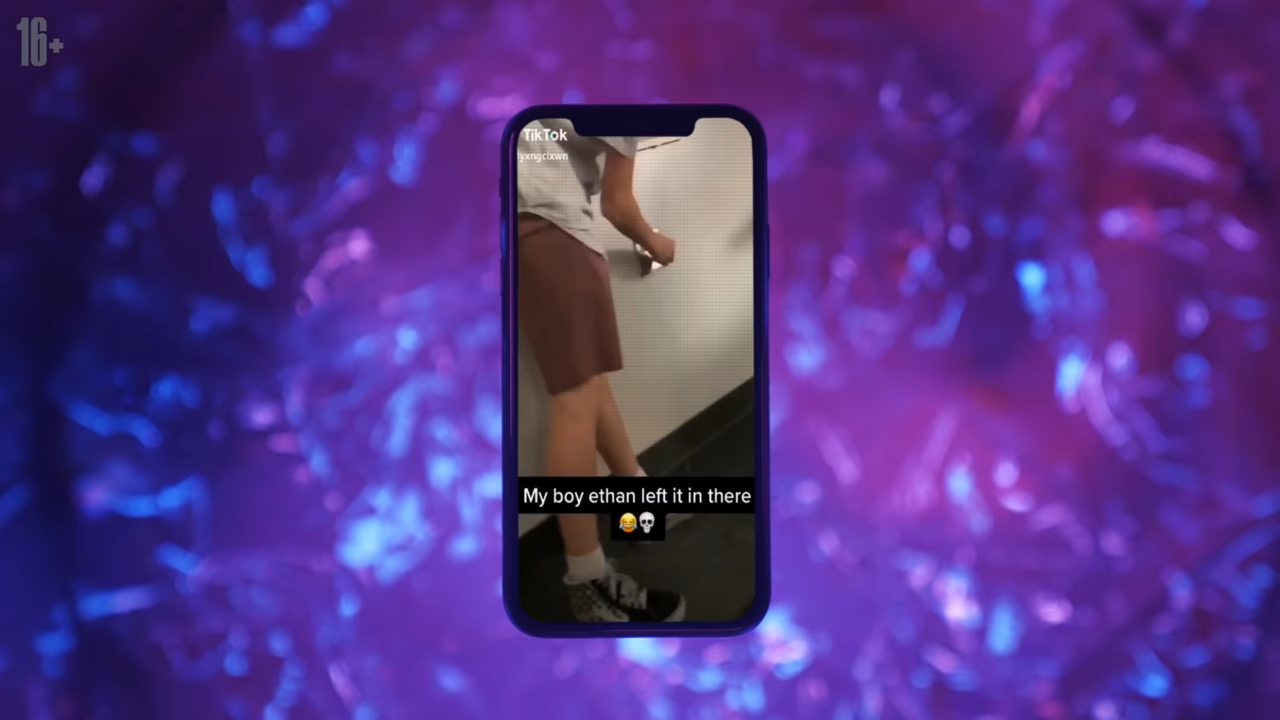 16+
TikTok
yxngcixwn
My boy ethan left it in there
😂💀